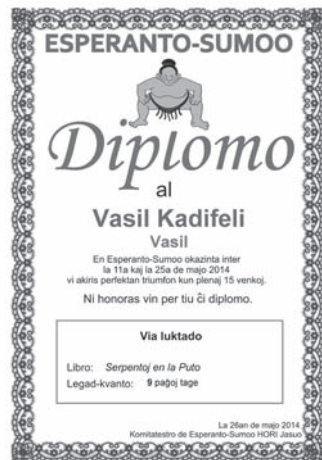 ESPERANTO-SUMOO
Diplomo
al
Vasil Kadifeli
Vasil
En Esperanto-Sumoo okazinta inter
la 11a kaj la 25a de majo 2014
vi akiris perfektan triumfon kun plenaj 15 venkoj.
Ni honoras vin per tiu ĉi diplomo.
Via luktado
Libro: Serpentoj en la Puto
Legad-kvanto: 9 paĝoj tage
La 26an de majo 2014
Komitatestro de Esperanto-Sumoo HORI Jasuo